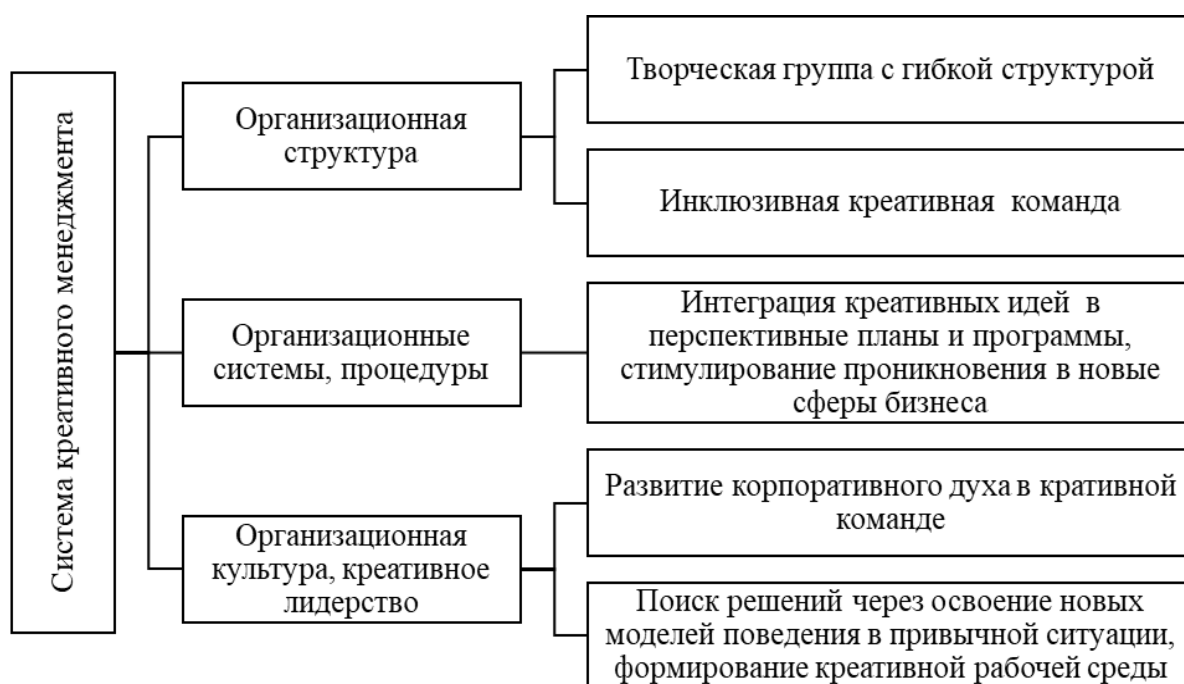 Система креативного менеджмента
Организационная
структура
Творческая группа с гибкой структурой
Инклюзивная креативная команда
Организационные
системы, процедуры
Интеграция креативных идей в
перспективные планы и программы,
стимулирование проникновения в новые
сферы бизнеса
Организационная
культура, креативное
лидерство
Развитие корпоративного духа в кративной
команде
Поиск решений через освоение новых
моделей поведения в привычной ситуации,
формирование креативной рабочей среды